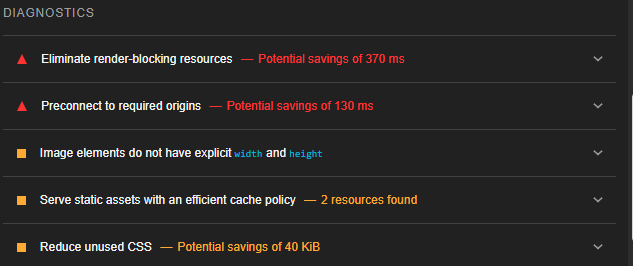 DIAGNOSTICS
Eliminate render-blocking resources — Potential savings of 370 ms
Preconnect to required origins — Potential savings of 130 ms
Image elements do not have explicit width and height
Serve static assets with an efficient cache policy — 2 resources found
Reduce unused CSS — Potential savings of 40 KiB